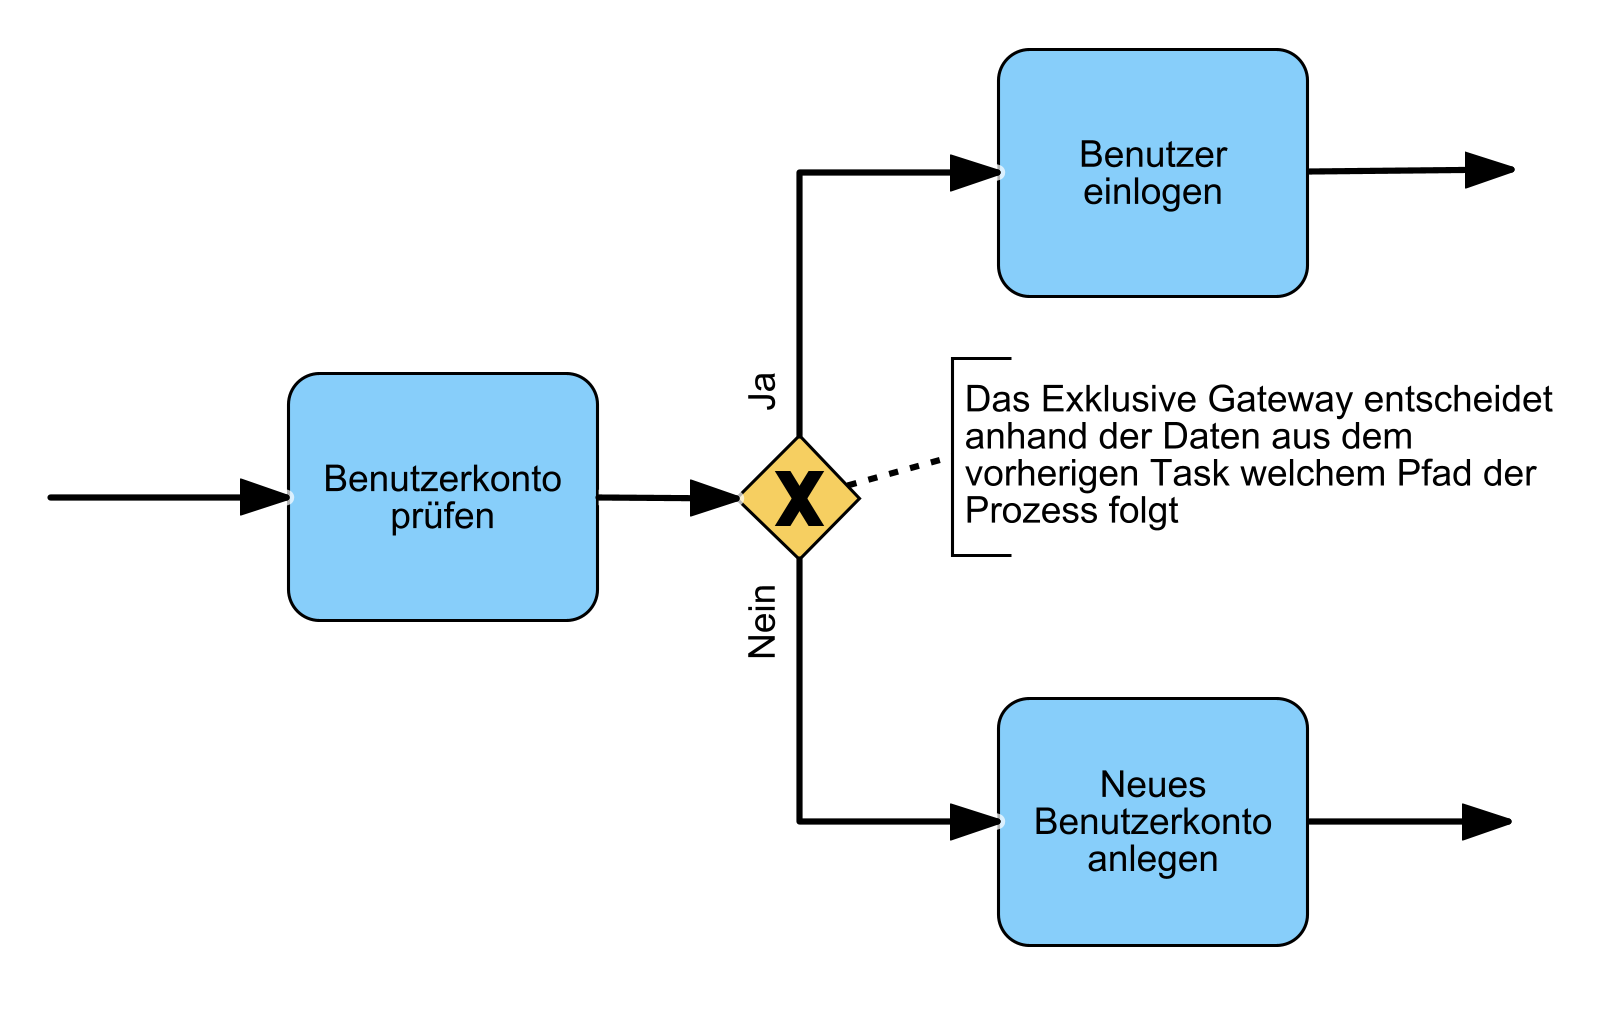 Benutzer
einlogen
Ja
Das Exklusive Gateway entscheidet
anhand der Daten aus dem
vorherigen Task welchem Pfad der
Prozess folgt
Benutzerkonto
prüfen
X
Nein
Neues
Benutzerkonto
anlegen